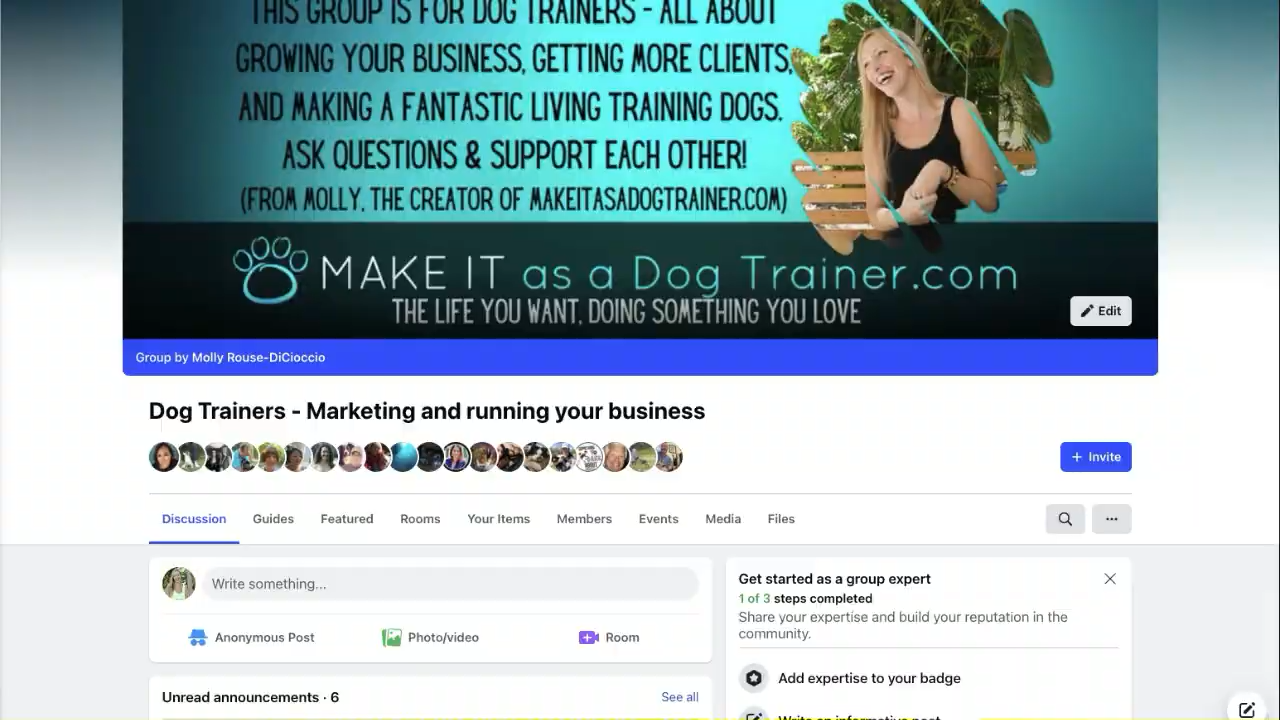 THIS GROUP IS FOR DOG TRAINERS - ALL ABOUT
GROWING YOUR BUSINESS, GETTING MORE CLIENTS,
AND MAKING A FANTASTIC LIVING TRAINING DOGS.
ASK QUESTIONS & SUPPORT EACH OTHER!
(FROM MOLLY, THE CREATOR OF MAKEITASADOGTRAINER.COM)
MAKE IT as a Dog Trainer.com
THE LIFE YOU WANT, DOING SOMETHING YOU LOVE
Edit
Group by Molly Rouse-DiCioccio
Dog Trainers - Marketing and running your business
+ Invite
Discussion Guides Featured Rooms Your Items Members Events Media Files
Write something...
Anonymous Post Photo/video Room
Unread announcements · 6 See all
Get started as a group expert
1 of 3 steps completed
Share your expertise and build your reputation in the
community.
Add expertise to your badge
Write an informative post